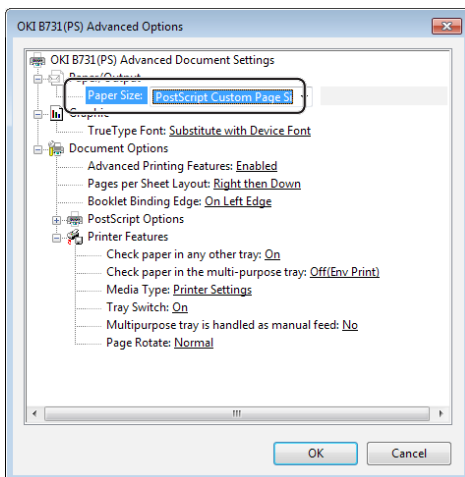 OKI B731(PS) Advanced Options
OKI B731(PS) Advanced Document Settings
Paper/Output
Paper Size: PostScript Custom Page Si
Graphic
TrueType Font: Substitute with Device Font
Document Options
Advanced Printing Features: Enabled
Pages per Sheet Layout: Right then Down
Booklet Binding Edge: On Left Edge
PostScript Options
Printer Features
Check paper in any other tray: On
Check paper in the multi-purpose tray: Off(Env Print)
Media Type: Printer Settings
Tray Switch: On
Multipurpose tray is handled as manual feed: No
Page Rotate: Normal
OK Cancel